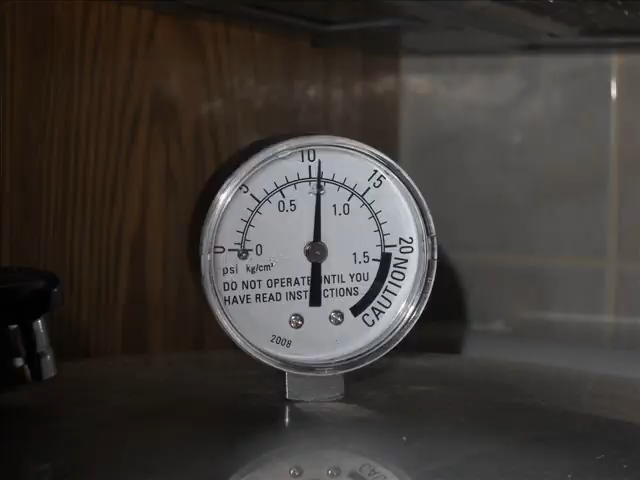 0 5 10 15 20
0 0.5 1.0 1.5
psi kg/cm²
DO NOT OPERATE UNTIL YOU
HAVE READ INSTRUCTIONS
CAUTION
2008